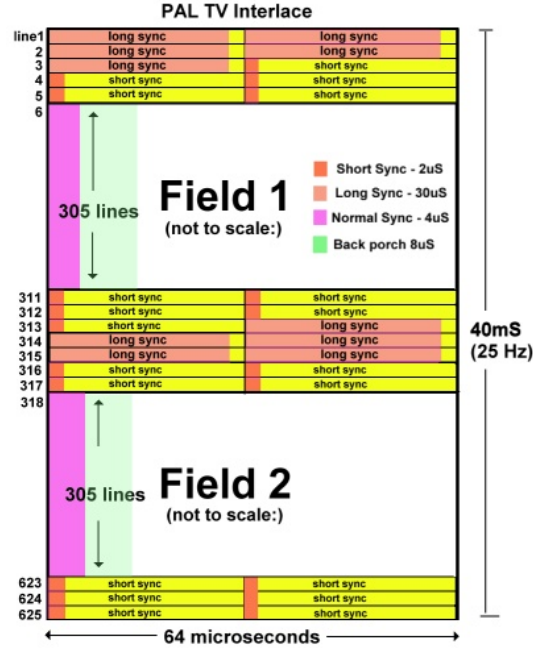 PAL TV Interlace
line1 long sync long sync
2 long sync long sync
3 long sync short sync
4 short sync short sync
5 short sync short sync
6
Field 1
305 lines
(not to scale:)
Short Sync - 2uS
Long Sync - 30uS
Normal Sync - 4uS
Back porch 8uS
311 short sync short sync
312 short sync short sync
313 short sync long sync
314 long sync long sync
315 long sync long sync
316 short sync short sync
317 short sync short sync
318
40mS
(25 Hz)
Field 2
305 lines
(not to scale:)
623 short sync short sync
624 short sync short sync
625 short sync short sync
64 microseconds